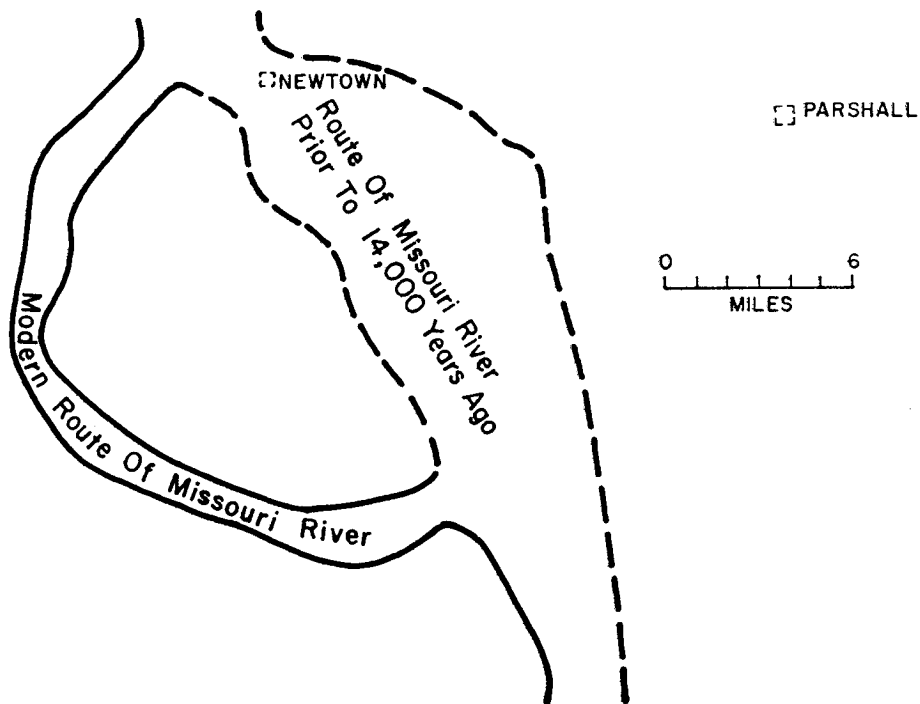 NEWTOWN
PARSHALL
Route Of Missouri River
Prior To 14,000 Years Ago
0 6
MILES
Modern Route Of Missouri River